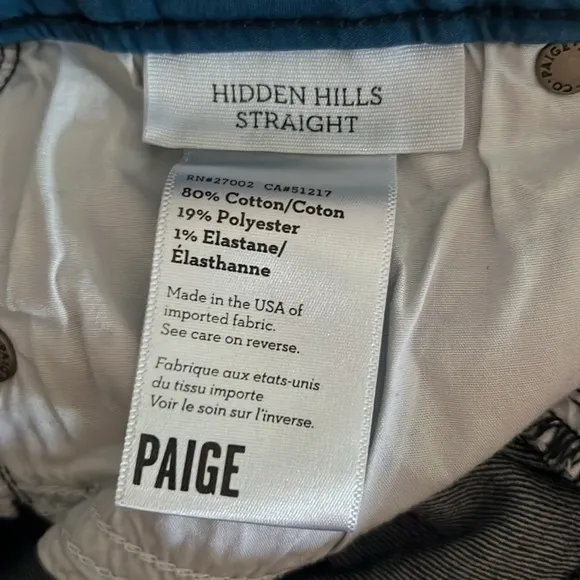 HIDDEN HILLS
STRAIGHT
RN#27002 CA#51217
80% Cotton/Coton
19% Polyester
1% Elastane/
Élasthanne
Made in the USA of
imported fabric.
See care on reverse.
Fabrique aux etats-unis
du tissu importe
Voir le soin sur l'inverse.
PAIGE
CO. PAIGE